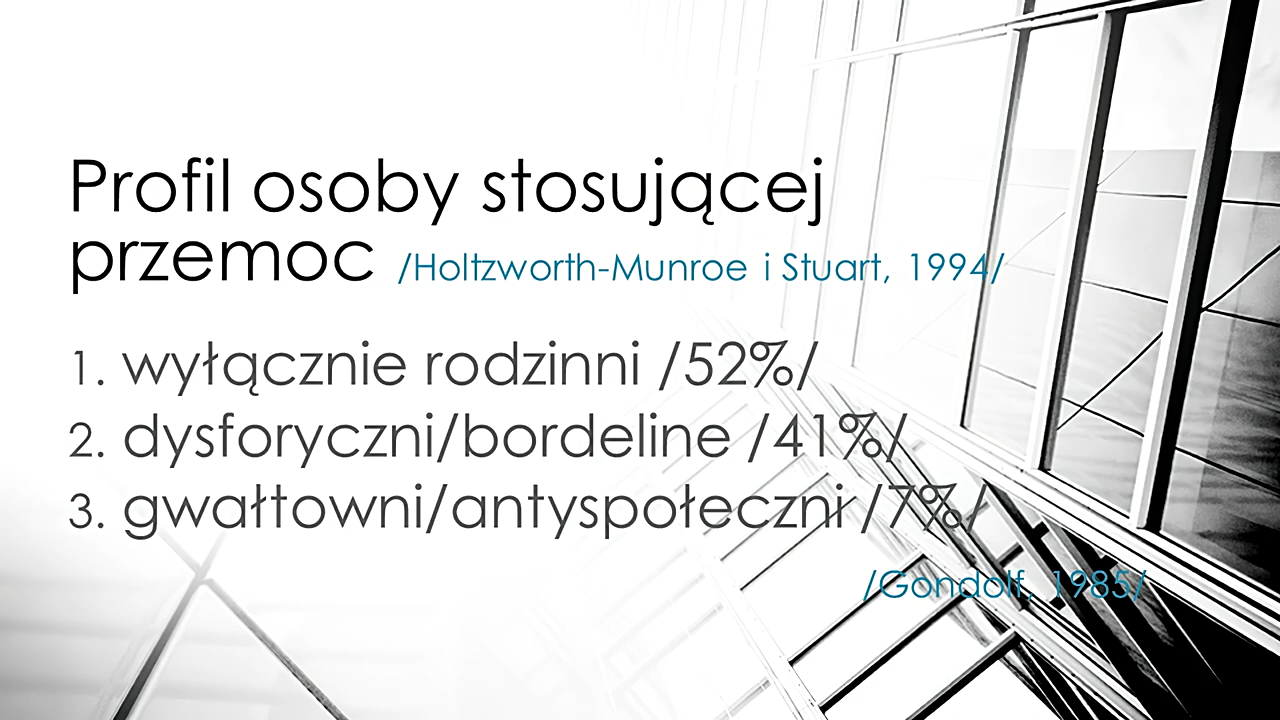 Profil osoby stosującej
przemoc /Holtzworth-Munroe i Stuart, 1994/
1. wyłącznie rodzinni /52%/
2. dysforyczni/bordeline /41%/
3. gwałtowni/antyspołeczni /7%/
/Gondolf, 1985/